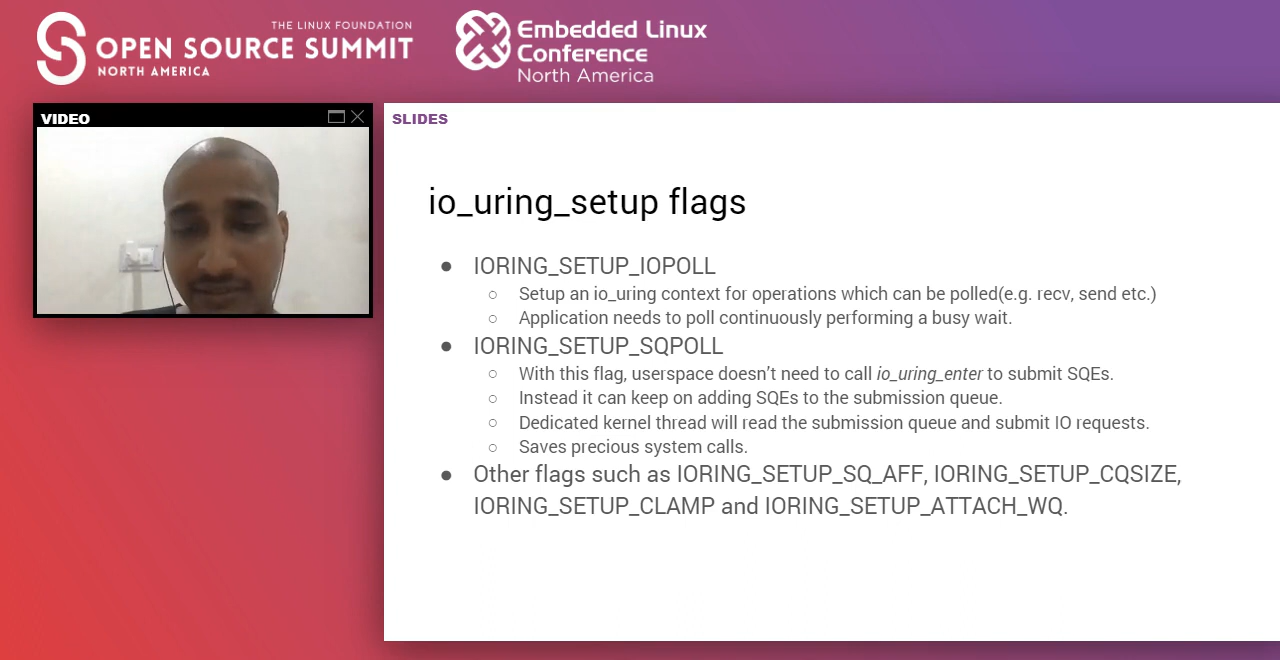 THE LINUX FOUNDATION
OPEN SOURCE SUMMIT
NORTH AMERICA
Embedded Linux
Conference
North America
VIDEO
SLIDES
io_uring_setup flags
● IORING_SETUP_IOPOLL
○ Setup an io_uring context for operations which can be polled(e.g. recv, send etc.)
○ Application needs to poll continuously performing a busy wait.
● IORING_SETUP_SQPOLL
○ With this flag, userspace doesn’t need to call io_uring_enter to submit SQEs.
○ Instead it can keep on adding SQEs to the submission queue.
○ Dedicated kernel thread will read the submission queue and submit IO requests.
○ Saves precious system calls.
● Other flags such as IORING_SETUP_SQ_AFF, IORING_SETUP_CQSIZE,
IORING_SETUP_CLAMP and IORING_SETUP_ATTACH_WQ.